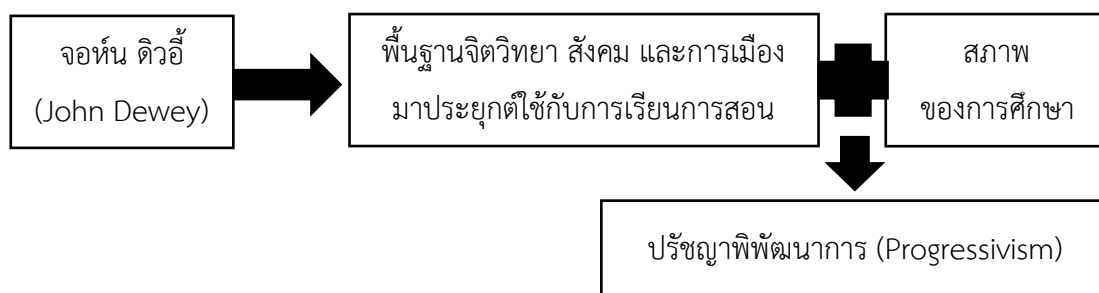 จอห์น ดิวอี้
(John Dewey)
พื้นฐานจิตวิทยา สังคม และการเมือง
มาประยุกต์ใช้กับการเรียนการสอน
สภาพ
ของการศึกษา
ปรัชญาพิพัฒนาการ (Progressivism)